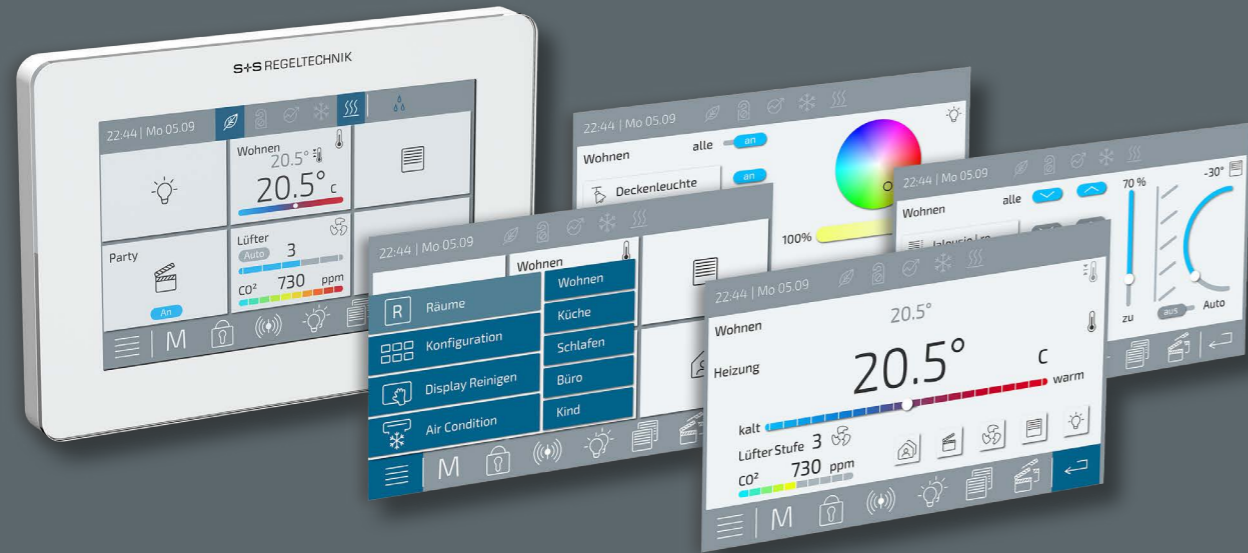 S+S REGELTECHNIK
22:44 | Mo 05.09
Wohnen
20.5°
20.5° C
Party
An
Lüfter
Auto 3
CO² 730 ppm
M
22:44 | Mo 05.09
Wohnen
alle an
Deckenleuchte an
100%
22:44 | Mo 05.09
Wohnen
R Räume
Konfiguration
Display Reinigen
Air Condition
Wohnen
Küche
Schlafen
Büro
Kind
M
22:44 | Mo 05.09
Wohnen
alle
70 %
-30°
zu
aus Auto
22:44 | Mo 05.09
Wohnen
20.5°
Heizung
20.5° C
kalt
warm
Lüfter Stufe 3
CO² 730 ppm
M